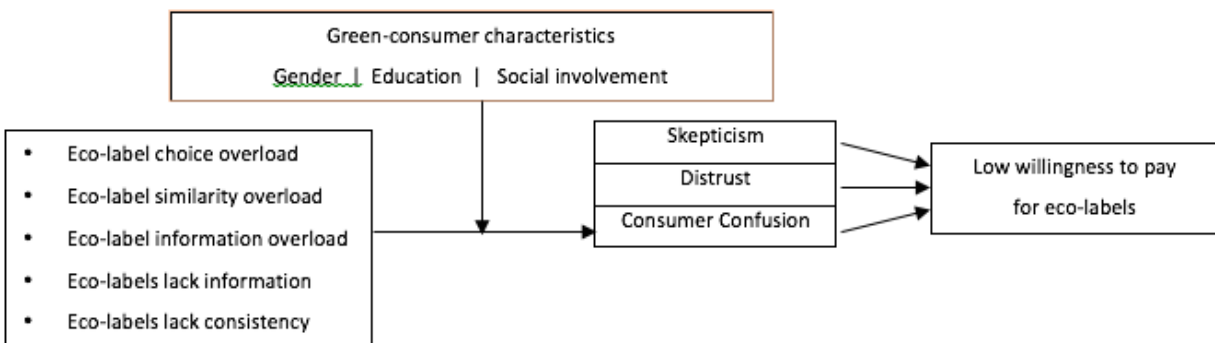 Green-consumer characteristics
Gender | Education | Social involvement
• Eco-label choice overload
• Eco-label similarity overload
• Eco-label information overload
• Eco-labels lack information
• Eco-labels lack consistency
Skepticism
Distrust
Consumer Confusion
Low willingness to pay
for eco-labels